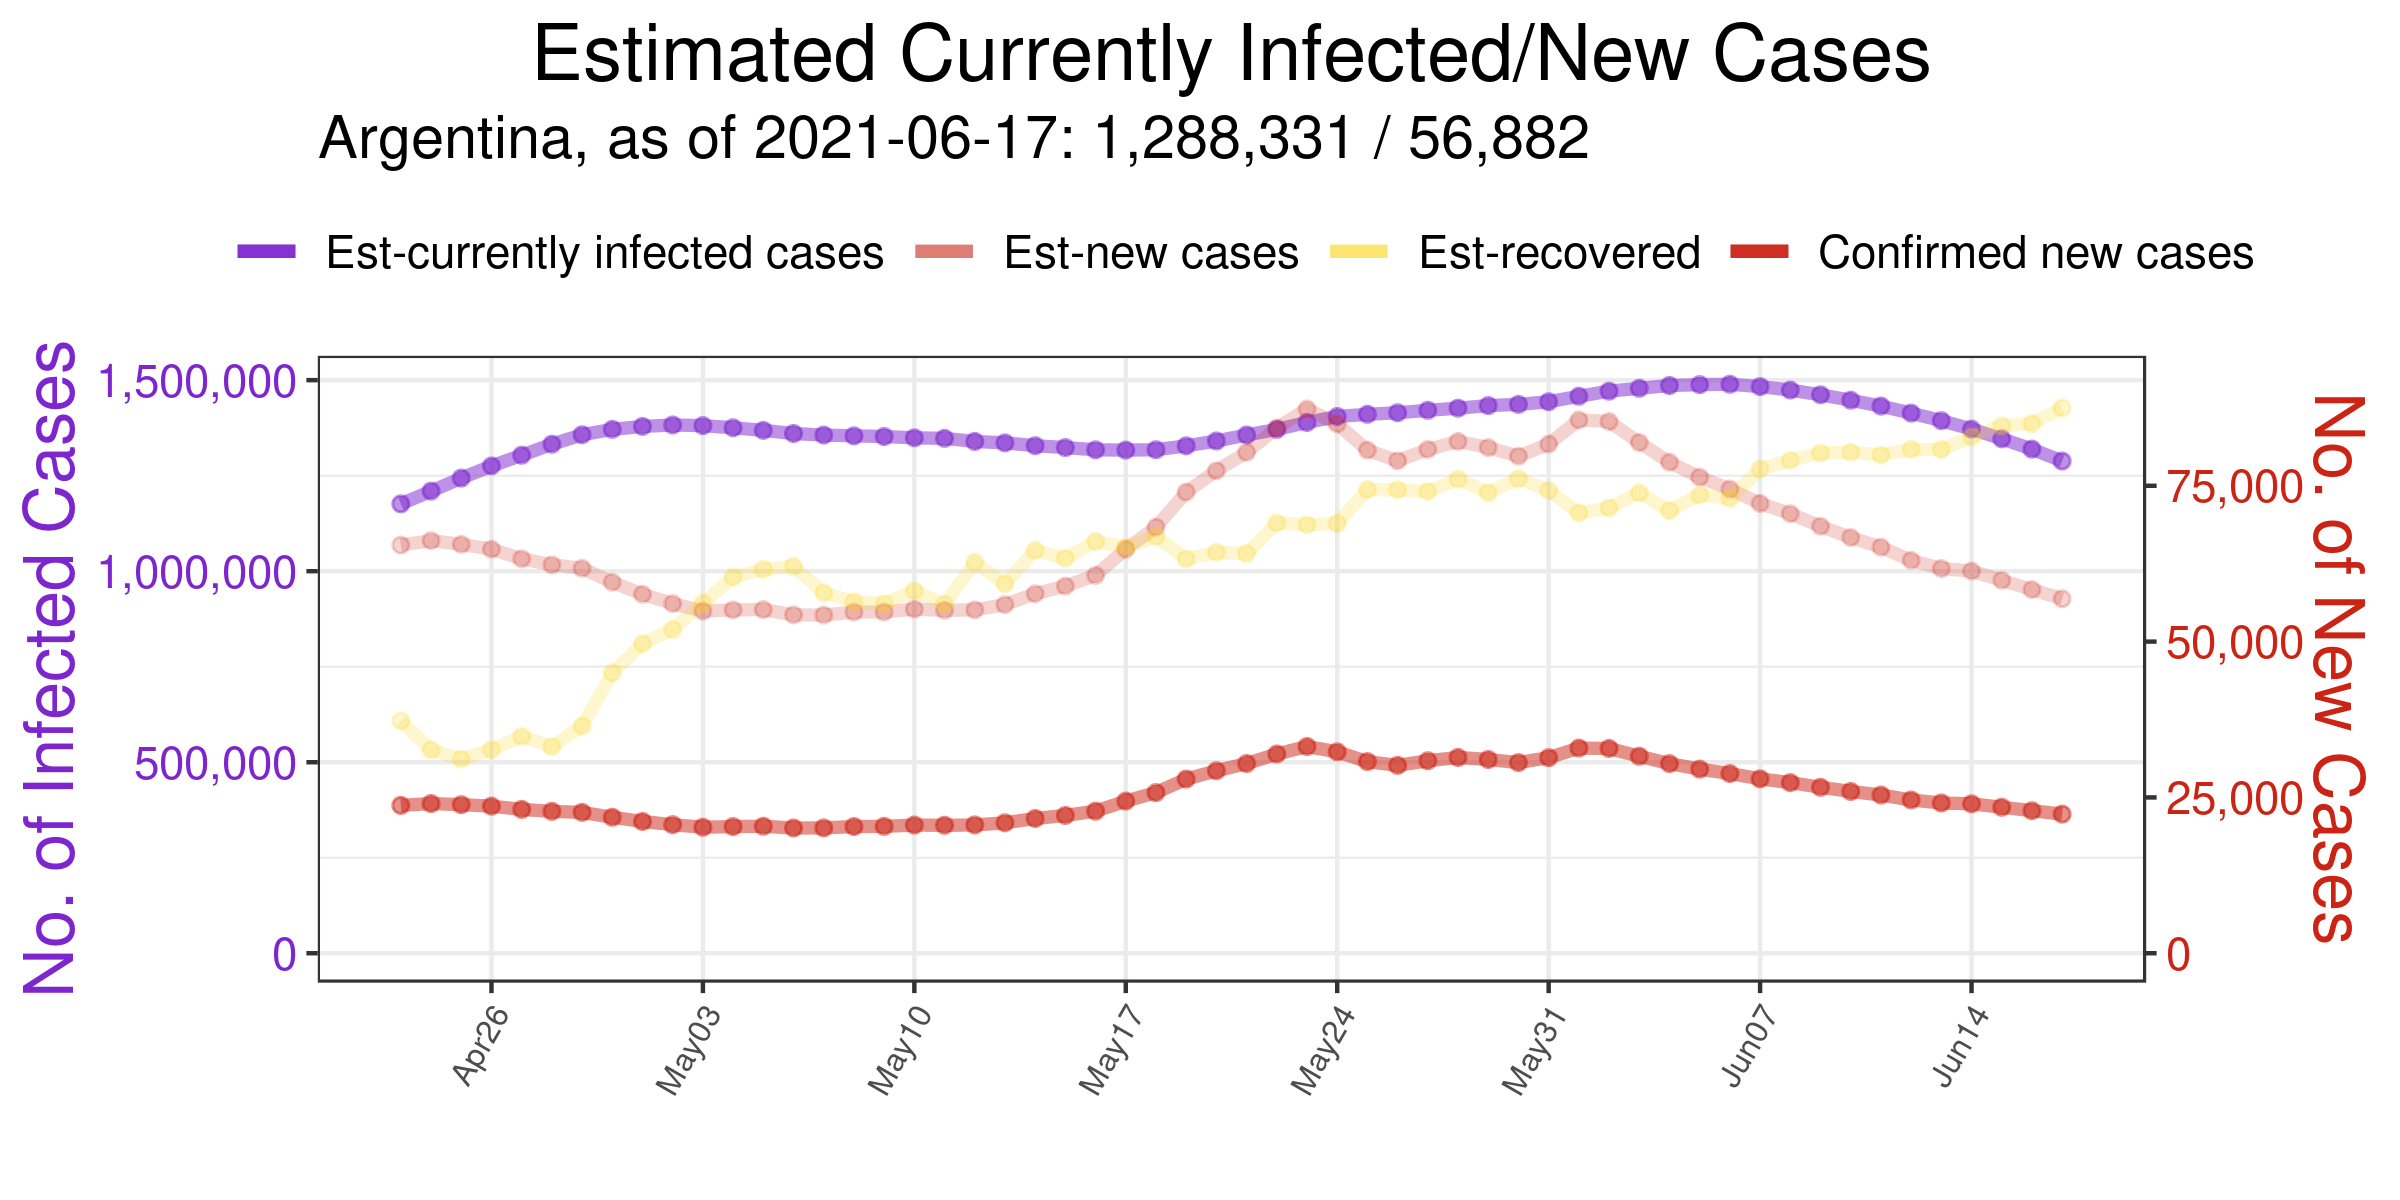 Estimated Currently Infected/New Cases
Argentina, as of 2021-06-17: 1,288,331 / 56,882
Est-currently infected cases Est-new cases Est-recovered Confirmed new cases
No. of Infected Cases
1,500,000
1,000,000
500,000
0
75,000
50,000
25,000
0
No. of New Cases
Apr26 May03 May10 May17 May24 May31 Jun07 Jun14